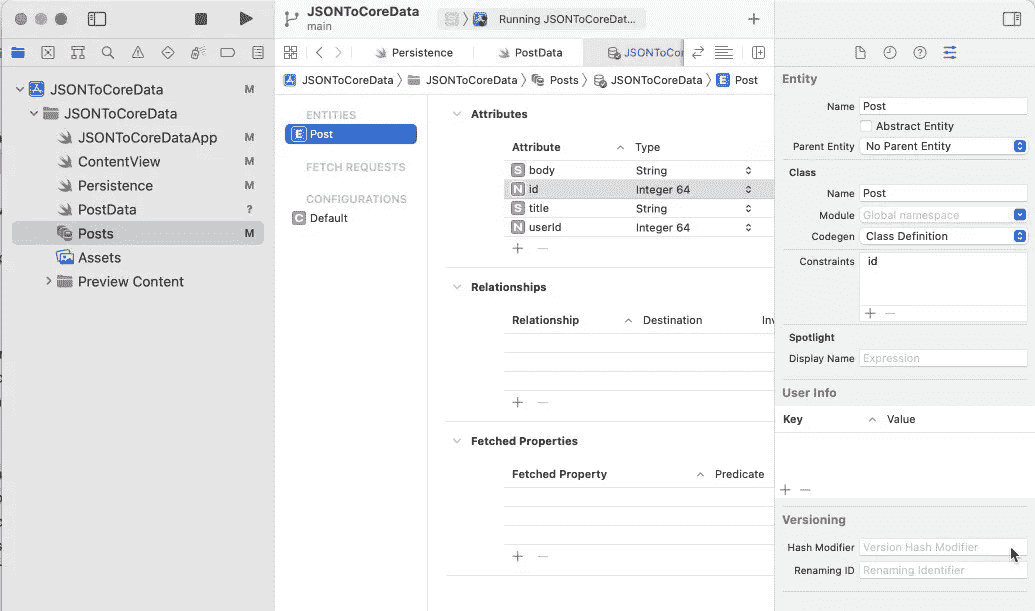 JSONToCoreData
main
Running JSONToCoreDat...
Persistence
PostData
JSONToCor
JSONToCoreData
JSONToCoreData
Posts
JSONToCoreData
E Post
JSONToCoreData M
JSONToCoreData
JSONToCoreDataApp M
ContentView M
Persistence M
PostData ?
Posts M
Assets
Preview Content
ENTITIES
E Post
FETCH REQUESTS
CONFIGURATIONS
C Default
Attributes
Attribute Type
S body String
N id Integer 64
S title String
N userId Integer 64
Relationships
Relationship Destination Inv
Fetched Properties
Fetched Property Predicate
Entity
Name Post
Abstract Entity
Parent Entity No Parent Entity
Class
Name Post
Module Global namespace
Codegen Class Definition
Constraints id
Spotlight
Display Name Expression
User Info
Key Value
Versioning
Hash Modifier Version Hash Modifier
Renaming ID Renaming Identifier